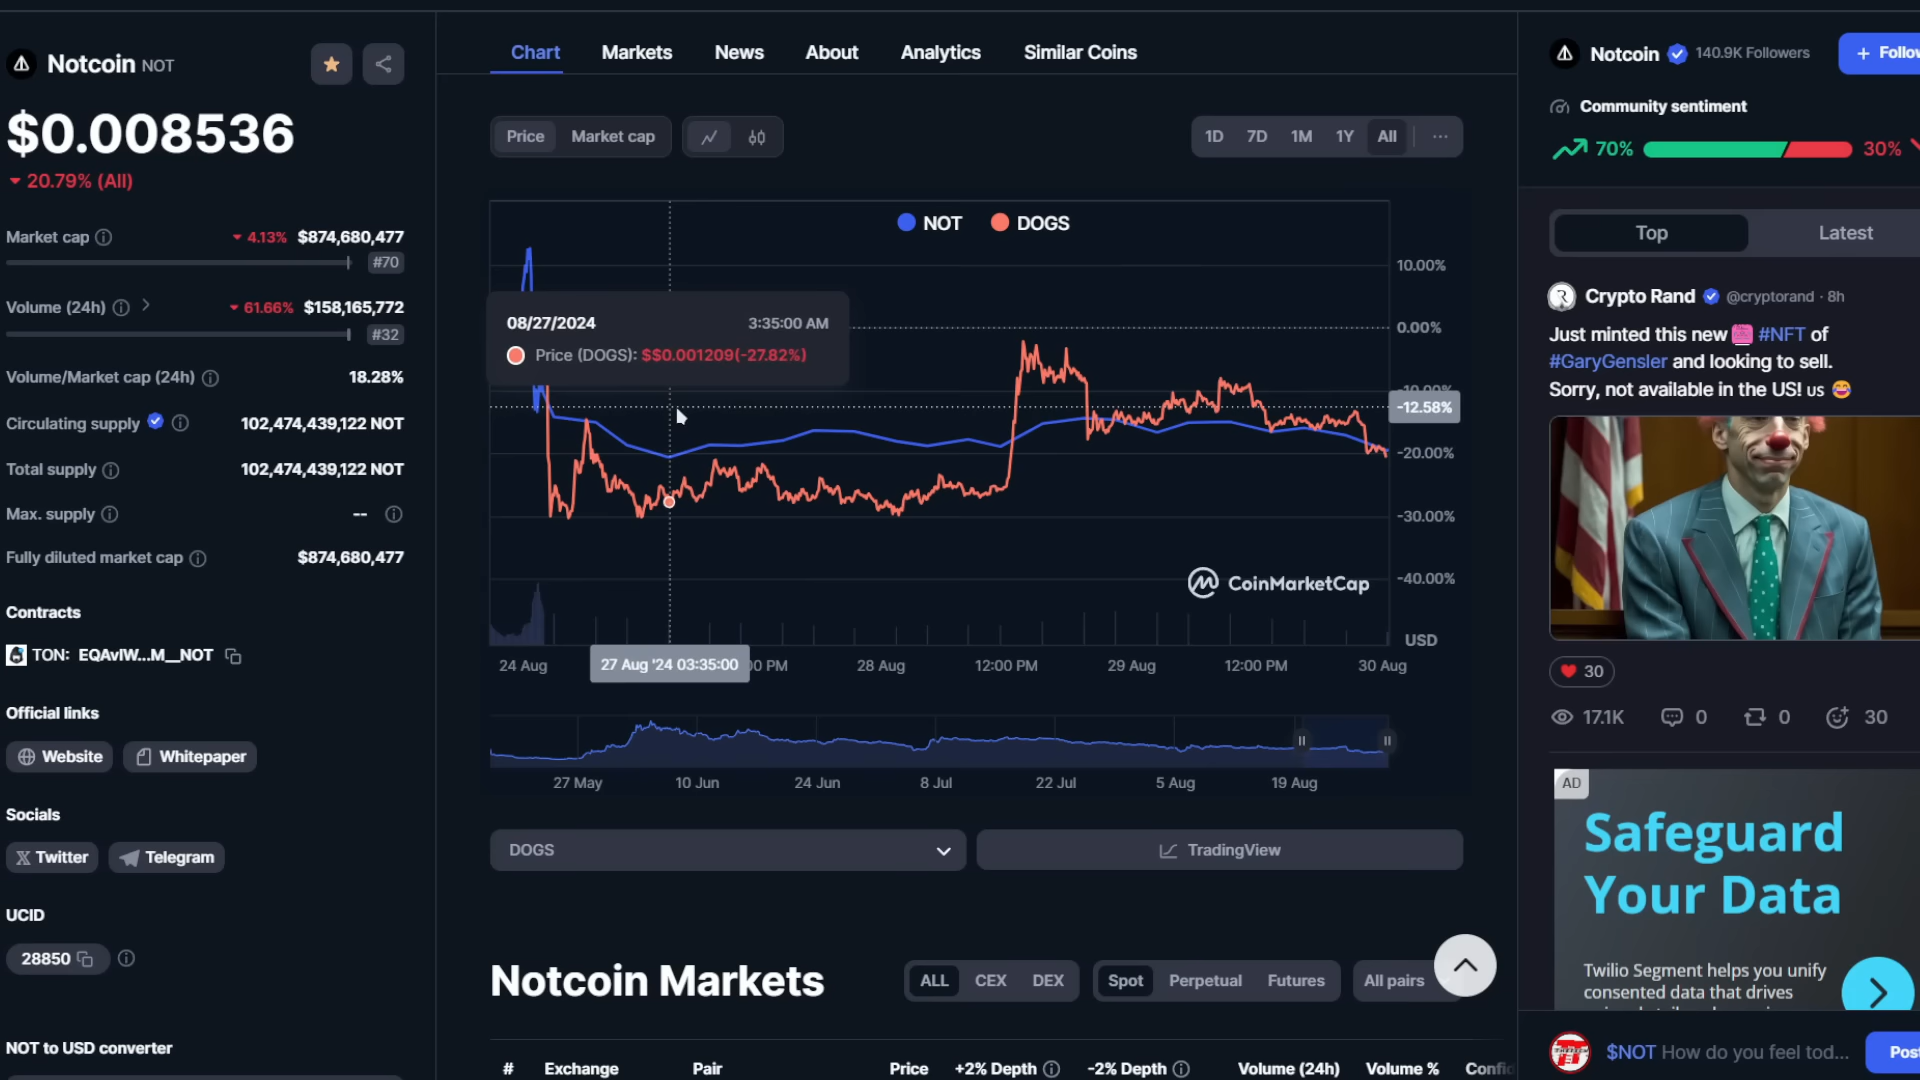 Notcoin NOT
$0.008536
20.79% (All)
Market cap 4.13% $874,680,477
#70
Volume (24h) 61.66% $158,165,772
#32
Volume/Market cap (24h) 18.28%
Circulating supply 102,474,439,122 NOT
Total supply 102,474,439,122 NOT
Max. supply --
Fully diluted market cap $874,680,477
Contracts
TON: EQAvlW...M__NOT
Official links
Website Whitepaper
Socials
Twitter Telegram
UCID
28850
NOT to USD converter
Chart Markets News About Analytics Similar Coins
Price Market cap
1D 7D 1M 1Y All ...
NOT DOGS
08/27/2024 3:35:00 AM
Price (DOGS): $$0.001209(-27.82%)
10.00%
0.00%
-10.00%
-12.58%
-20.00%
-30.00%
-40.00%
CoinMarketCap
USD
24 Aug 27 Aug '24 03:35:00 00 PM 28 Aug 12:00 PM 29 Aug 12:00 PM 30 Aug
27 May 10 Jun 24 Jun 8 Jul 22 Jul 5 Aug 19 Aug
DOGS TradingView
Notcoin Markets
ALL CEX DEX Spot Perpetual Futures All pairs
# Exchange Pair Price +2% Depth -2% Depth Volume (24h) Volume % Confid
Notcoin 140.9K Followers + Follow
Community sentiment
70% 30%
Top Latest
Crypto Rand @cryptorand · 8h
Just minted this new #NFT of
#GaryGensler and looking to sell.
Sorry, not available in the US! us
30
17.1K 0 0 30
AD
Safeguard
Your Data
Twilio Segment helps you unify
consented data that drives
$NOT How do you feel tod...
Post